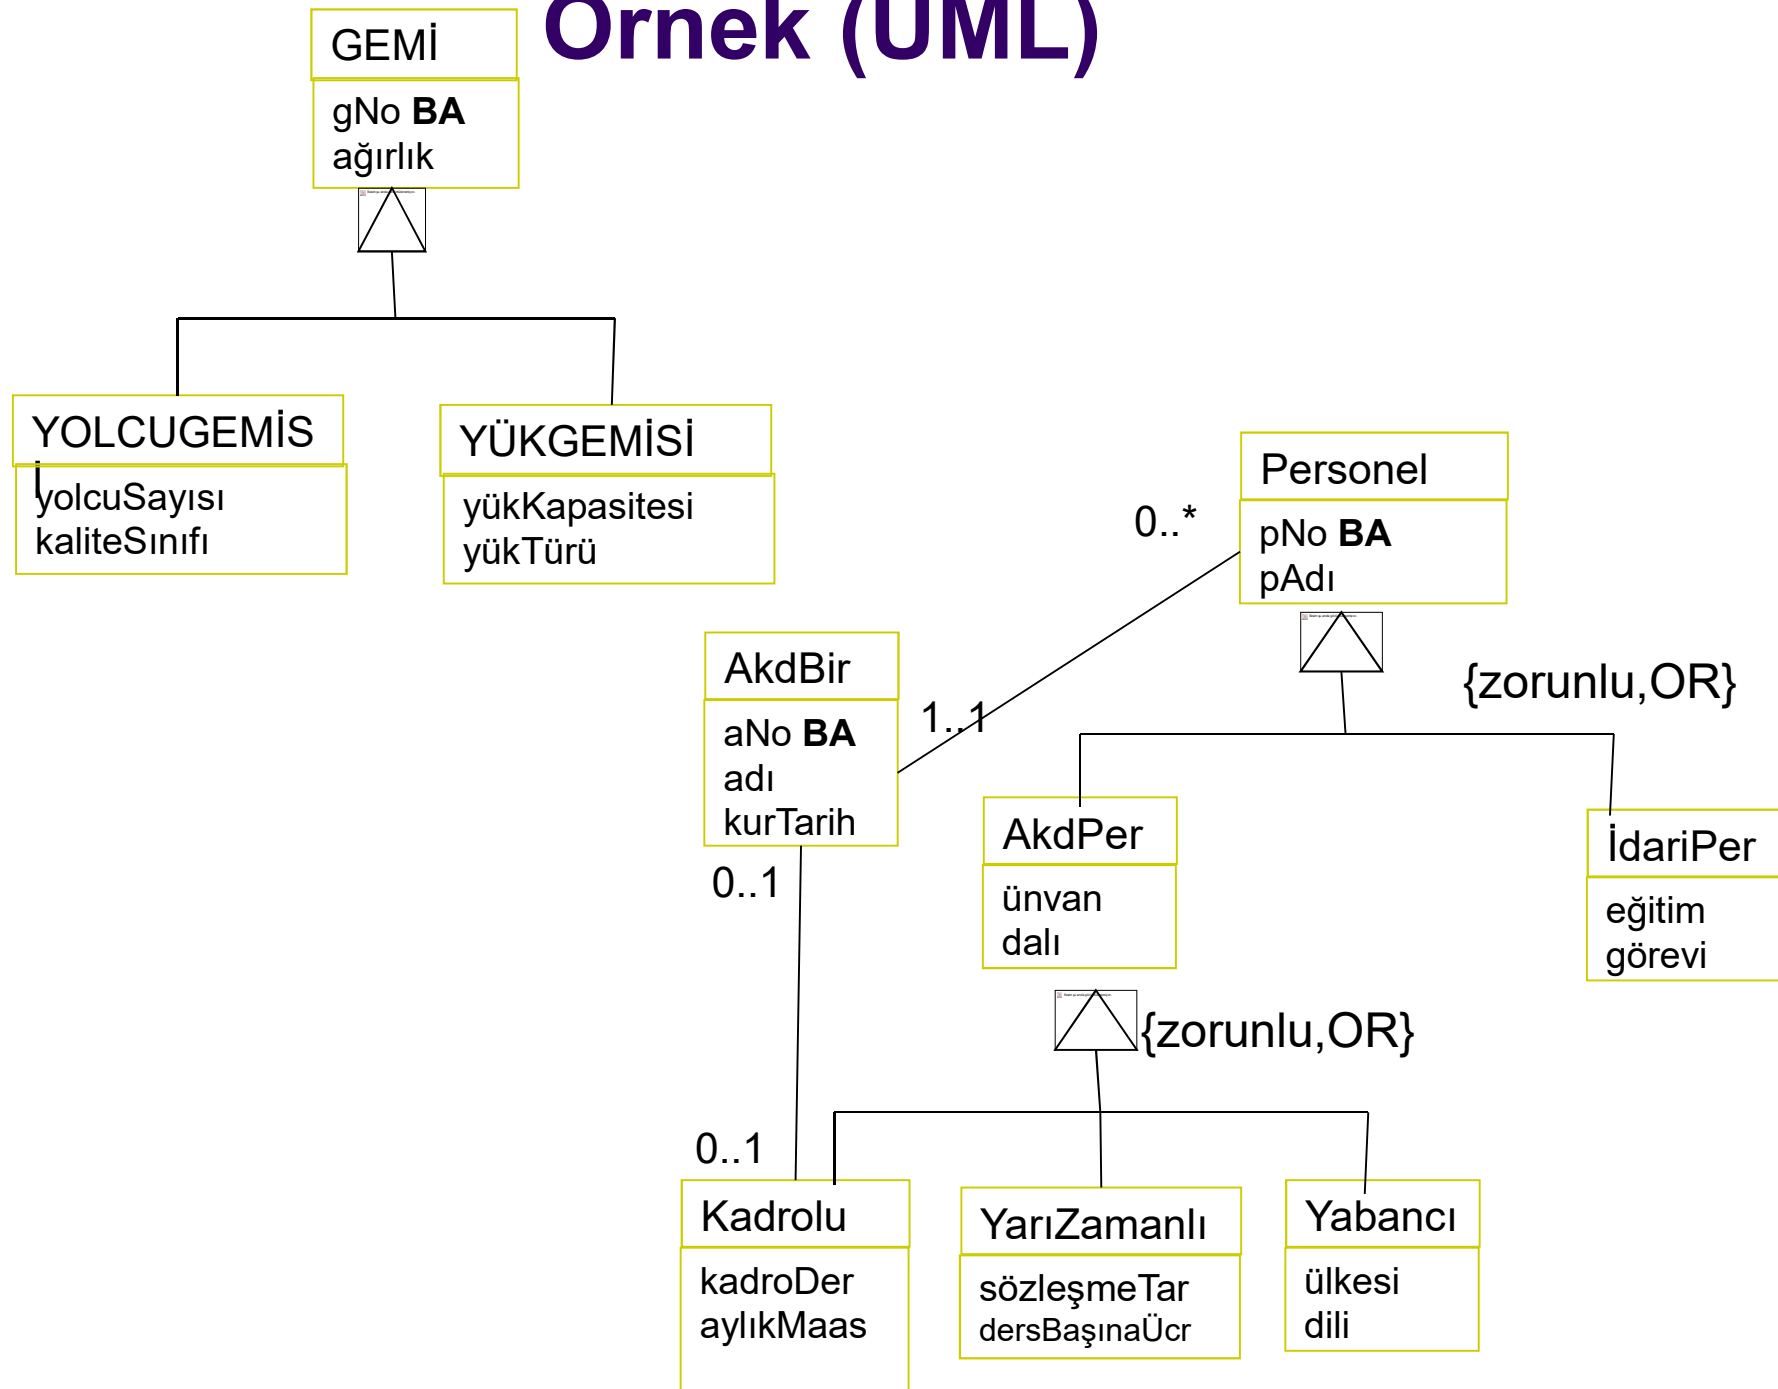 Örnek (UML)
GEMİ
gNo BA
ağırlık
YOLCUGEMİS
İ
yolcuSayısı
kaliteSınıfı
YÜKGEMİSİ
yükKapasitesi
yükTürü
Personel
pNo BA
pAdı
0..*
1..1
AkdBir
aNo BA
adı
kurTarih
{zorunlu,OR}
AkdPer
ünvan
dalı
İdariPer
eğitim
görevi
0..1
{zorunlu,OR}
0..1
Kadrolu
kadroDer
aylıkMaas
YarıZamanlı
sözleşmeTar
dersBaşınaÜcr
Yabancı
ülkesi
dili